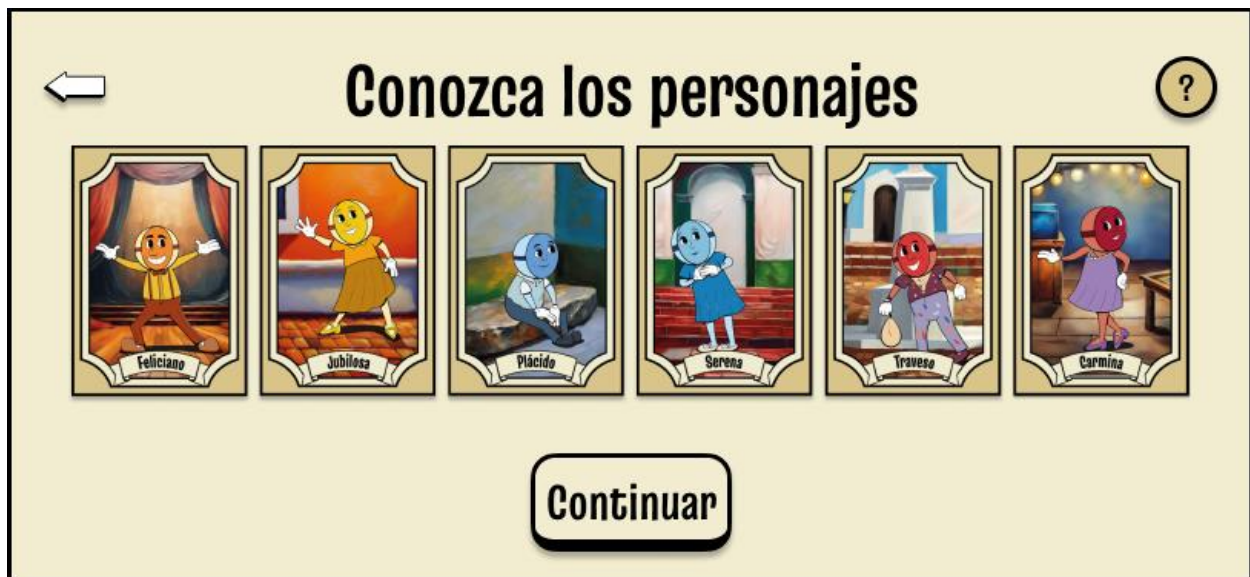 Conozca los personajes
?
Feliciano
Jubilosa
Plácido
Serena
Traveso
Carmina
Continuar